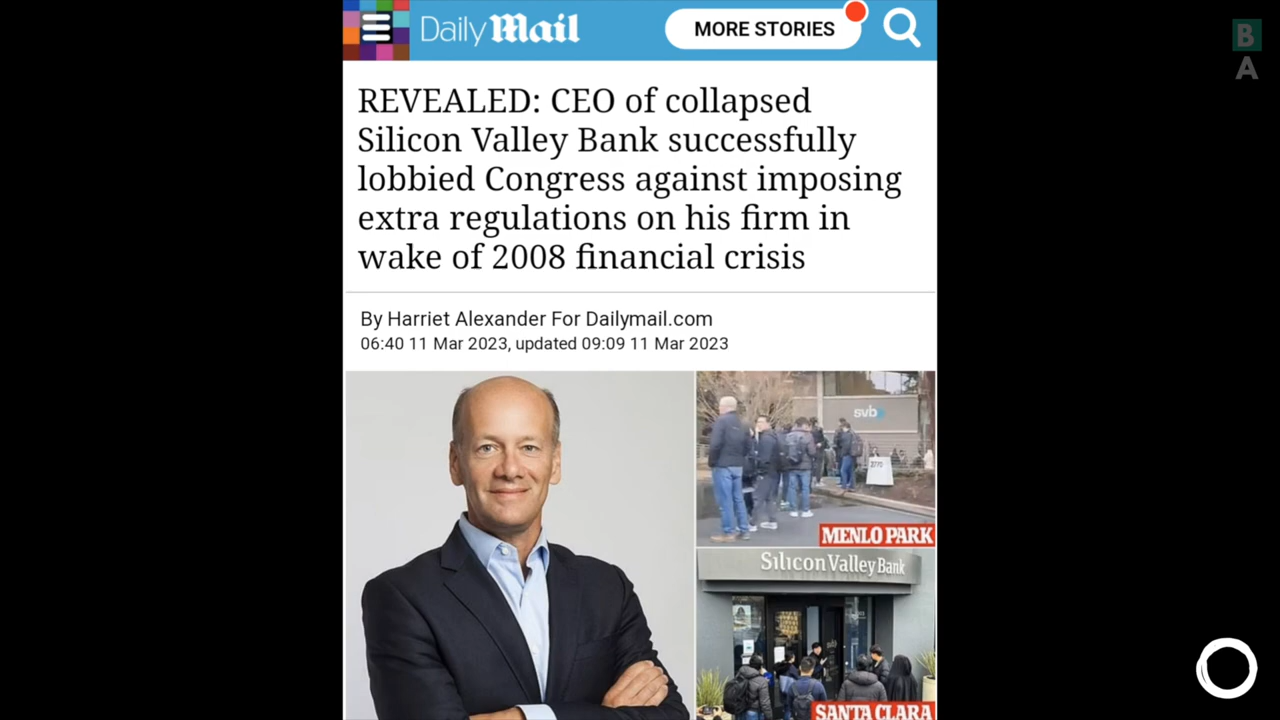 Daily Mail
MORE STORIES
B
A
REVEALED: CEO of collapsed
Silicon Valley Bank successfully
lobbied Congress against imposing
extra regulations on his firm in
wake of 2008 financial crisis
By Harriet Alexander For Dailymail.com
06:40 11 Mar 2023, updated 09:09 11 Mar 2023
svb
2770
MENLO PARK
Silicon Valley Bank
svb
SANTA CLARA